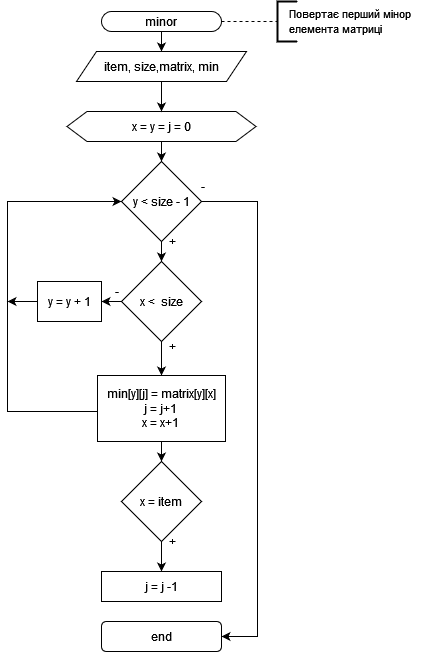 minor
Повертає перший мінор
елемента матриці
item, size,matrix, min
x = y = j = 0
y < size - 1
-
+
x <  size
-
y = y + 1
+
min[y][j] = matrix[y][x]
j = j+1
x = x+1
x = item
+
j = j -1
end